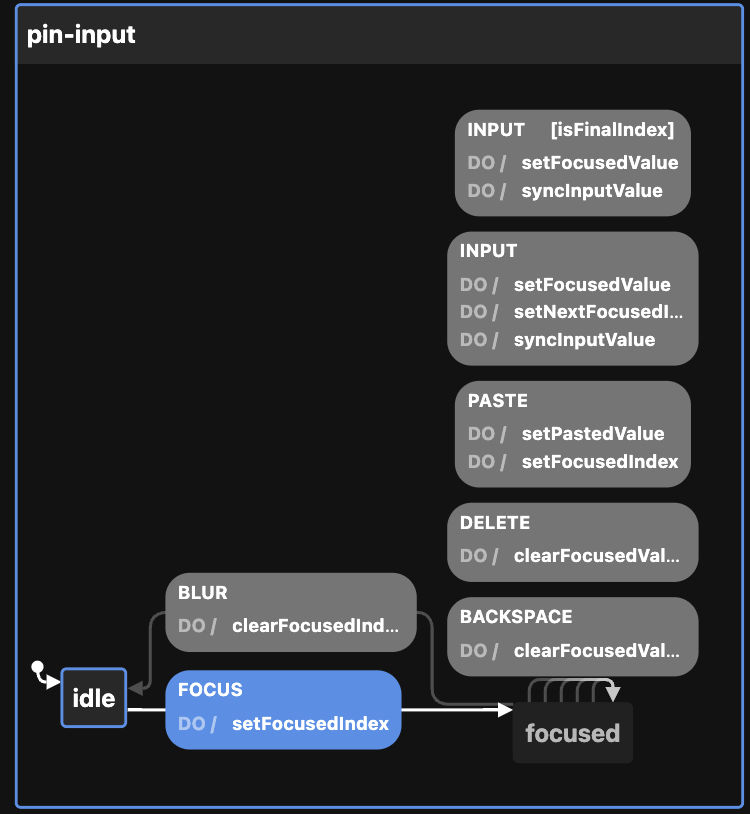 pin-input
INPUT [isFinalIndex]
DO / setFocusedValue
DO / syncInputValue
INPUT
DO / setFocusedValue
DO / setNextFocusedI...
DO / syncInputValue
PASTE
DO / setPastedValue
DO / setFocusedIndex
DELETE
DO / clearFocusedVal...
BLUR
DO / clearFocusedInd...
BACKSPACE
DO / clearFocusedVal...
idle
FOCUS
DO / setFocusedIndex
focused